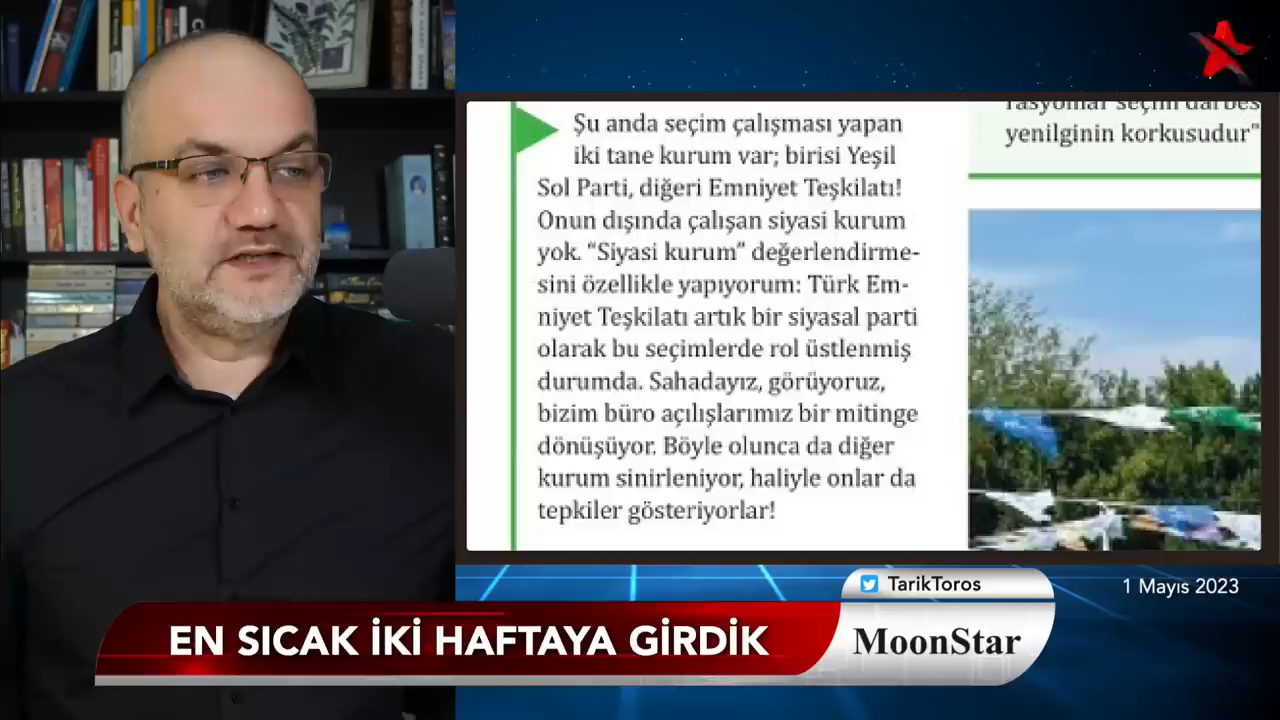 Şu anda seçim çalışması yapan
iki tane kurum var; birisi Yeşil
Sol Parti, diğeri Emniyet Teşkilatı!
Onun dışında çalışan siyasi kurum
yok. “Siyasi kurum” değerlendirme-
sini özellikle yapıyorum: Türk Em-
niyet Teşkilatı artık bir siyasal parti
olarak bu seçimlerde rol üstlenmiş
durumda. Sahadayız, görüyoruz,
bizim büro açılışlarımız bir mitinge
dönüşüyor. Böyle olunca da diğer
kurum sinirleniyor, haliyle onlar da
tepkiler gösteriyorlar!
rasyonlar seçim darbes
yenilginin korkusudur"
TarikToros
1 Mayıs 2023
EN SICAK İKİ HAFTAYA GİRDİK
MoonStar